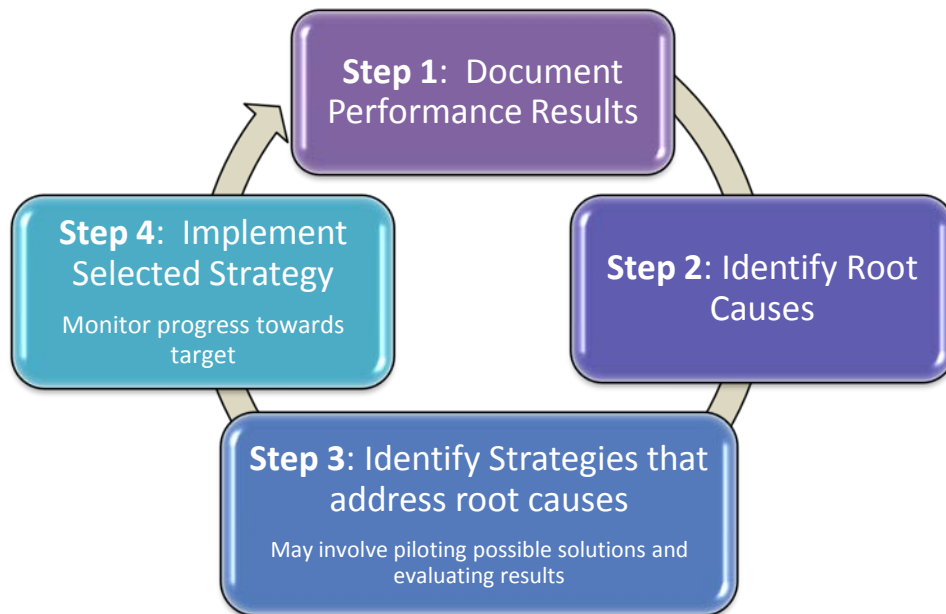 Step 1:  Document
Performance Results
Step 2: Identify Root
Causes
Step 3: Identify Strategies that
address root causes
May involve piloting possible solutions and
evaluating results
Step 4:  Implement
Selected Strategy
Monitor progress towards
target